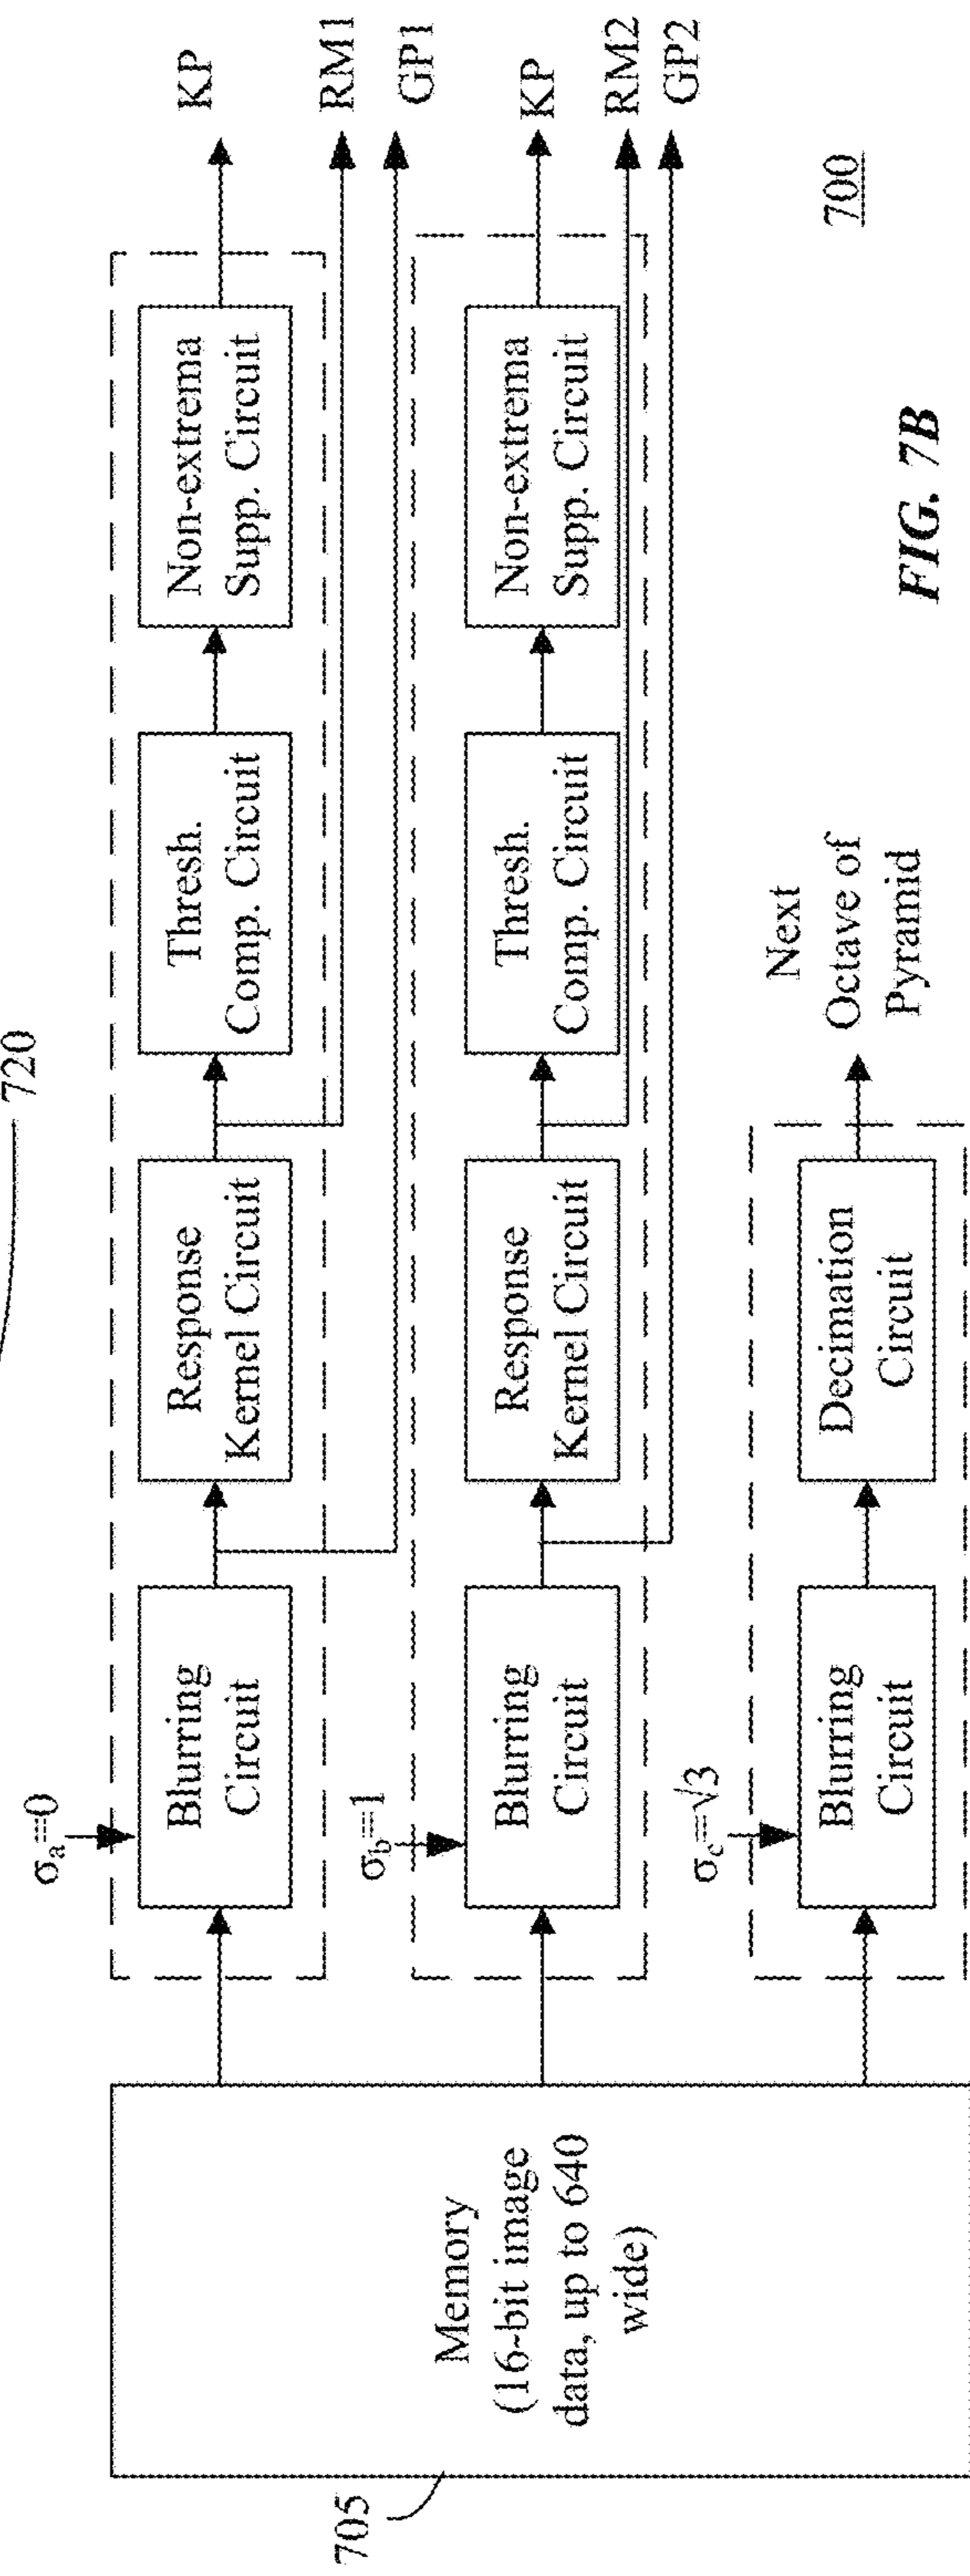 720
705
Memory
(16-bit image
data, up to 640
wide)
σa=0
Blurring
Circuit
Response
Kernel Circuit
Thresh.
Comp. Circuit
Non-extrema
Supp. Circuit
KP
RM1
GP1
σb=1
Blurring
Circuit
Response
Kernel Circuit
Thresh.
Comp. Circuit
Non-extrema
Supp. Circuit
KP
RM2
GP2
σc=√3
Blurring
Circuit
Decimation
Circuit
Next
Octave of
Pyramid
700
FIG. 7B